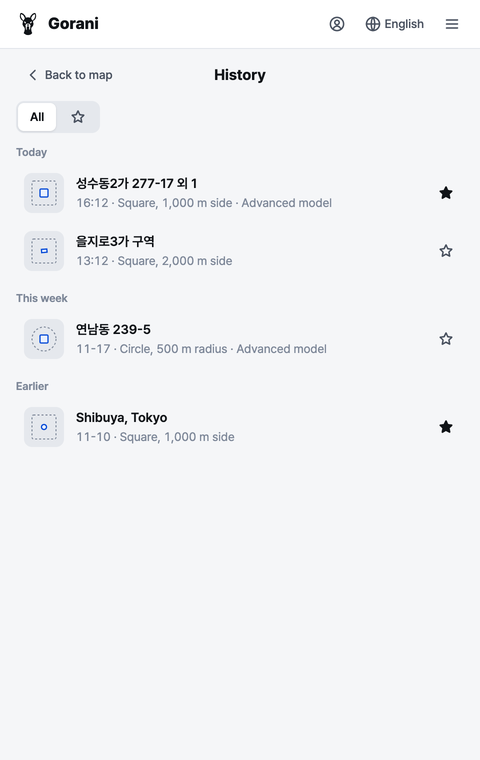 Gorani
English
Back to map
History
All
Today
성수동2가 277-17 외 1
16:12 · Square, 1,000 m side · Advanced model
을지로3가 구역
13:12 · Square, 2,000 m side
This week
연남동 239-5
11-17 · Circle, 500 m radius · Advanced model
Earlier
Shibuya, Tokyo
11-10 · Square, 1,000 m side